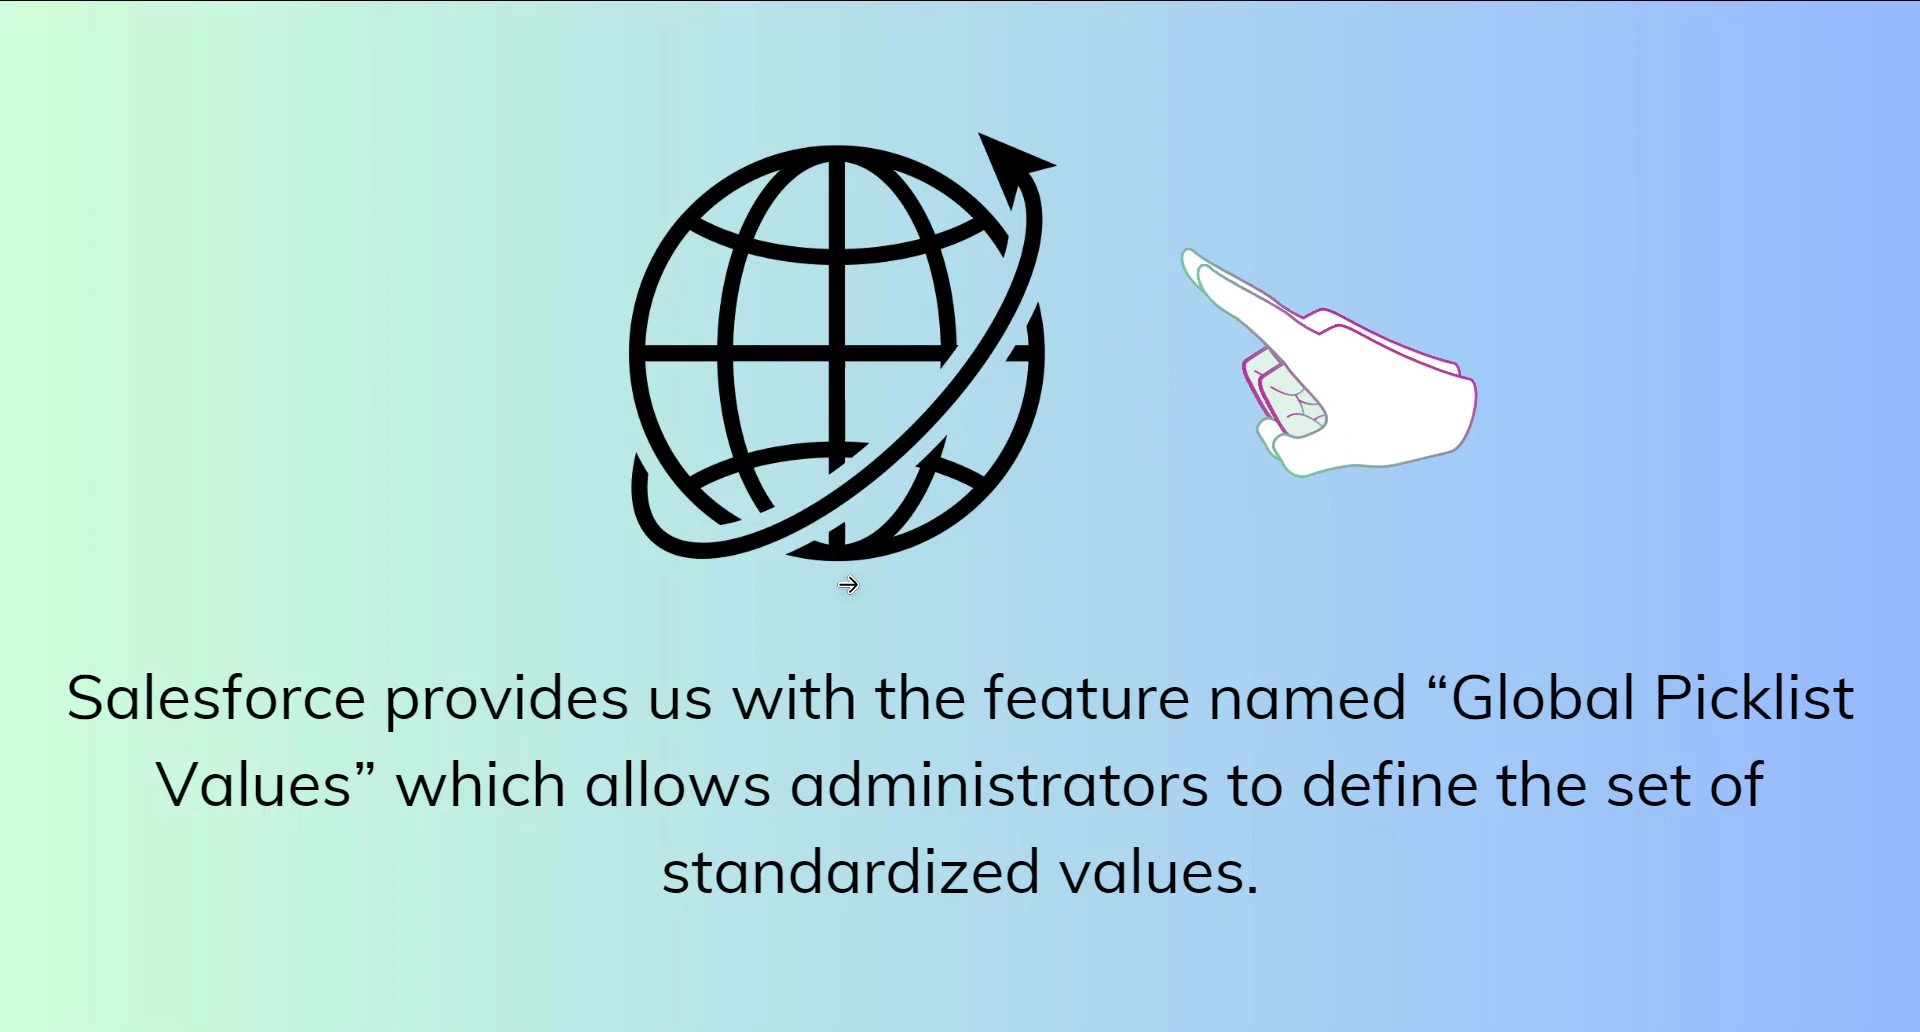 Salesforce provides us with the feature named “Global Picklist
Values” which allows administrators to define the set of
standardized values.